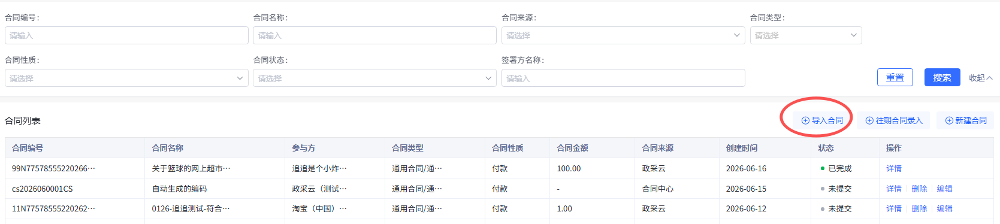 合同编号： 合同名称： 合同来源： 合同类型：
请输入 请输入 请选择 请选择
合同性质： 合同状态： 签署方名称：
请选择 请选择 请输入 重置 搜索 收起
合同列表 导入合同 往期合同录入 新建合同
合同编号 合同名称 参与方 合同类型 合同性质 合同金额 合同来源 创建时间 状态 操作
99N77578555220266··· 关于篮球的网上超市··· 追追是个小炸··· 通用合同/通··· 付款 100.00 政采云 2026-06-16 已完成 详情
cs2026060001CS 自动生成的编码 政采云（测试··· 通用合同/通··· 付款 - 合同中心 2026-06-15 未提交 详情 删除 编辑
11N77578555220262··· 0126-追追测试-符合··· 淘宝（中国）··· 通用合同/通··· 付款 1.00 政采云 2026-06-12 未提交 详情 删除 编辑